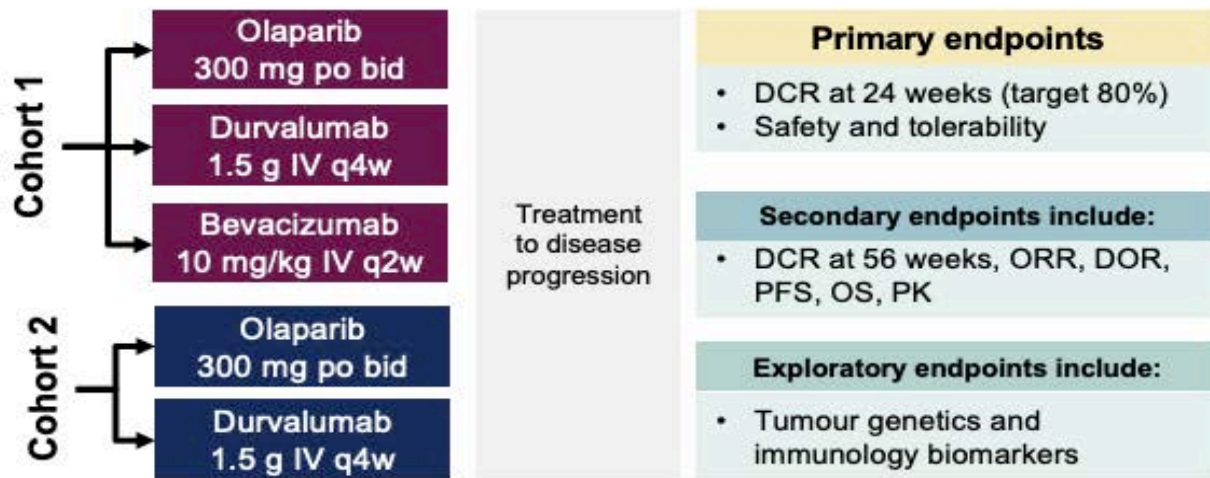 Cohort 1
Olaparib
300 mg po bid
Durvalumab
1.5 g IV q4w
Bevacizumab
10 mg/kg IV q2w
Cohort 2
Olaparib
300 mg po bid
Durvalumab
1.5 g IV q4w
Treatment
to disease
progression
Primary endpoints
• DCR at 24 weeks (target 80%)
• Safety and tolerability
Secondary endpoints include:
• DCR at 56 weeks, ORR, DOR,
PFS, OS, PK
Exploratory endpoints include:
• Tumour genetics and
immunology biomarkers